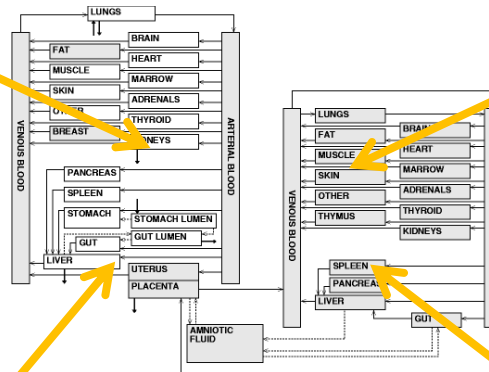 LUNGS
BRAIN
FAT
HEART
MUSCLE
MARROW
SKIN
ADRENALS
THYROID
BREAST
VENOUS BLOOD
ARTERIAL BLOOD
PANCREAS
SPLEEN
STOMACH
STOMACH LUMEN
GUT LUMEN
GUT
LIVER
UTERUS
PLACENTA
AMNIOTIC
FLUID
VENOUS BLOOD
LUNGS
BRAIN
FAT
HEART
MUSCLE
MARROW
SKIN
ADRENALS
OTHER
THYROID
THYMUS
KIDNEYS
SPLEEN
PANCREAS
LIVER
GUT